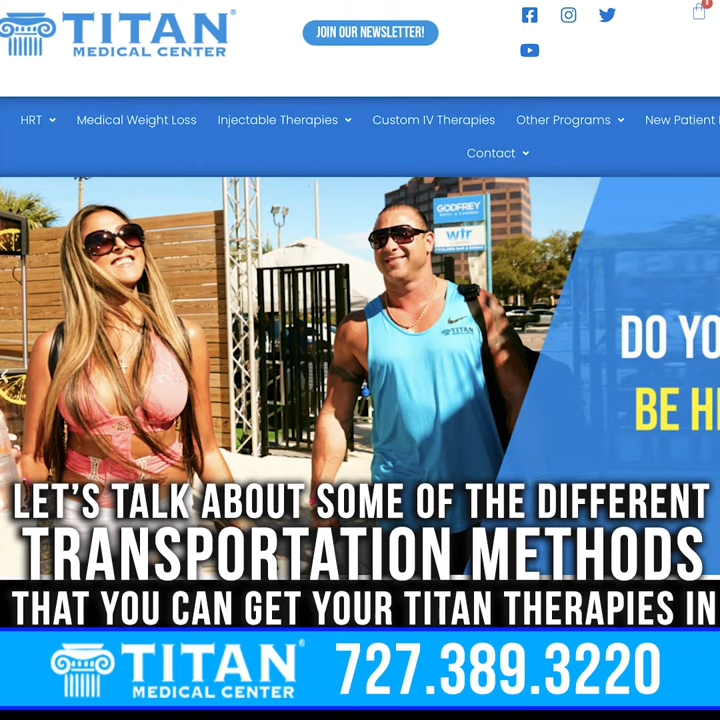 TITAN®
MEDICAL CENTER
JOIN OUR NEWSLETTER!
HRT
Medical Weight Loss
Injectable Therapies
Custom IV Therapies
Other Programs
New Patient
Contact
GODFREY
wtr
TITAN
DO YO
BE H
LET'S TALK ABOUT SOME OF THE DIFFERENT
TRANSPORTATION METHODS
THAT YOU CAN GET YOUR TITAN THERAPIES IN
TITAN®
MEDICAL CENTER
727.389.3220